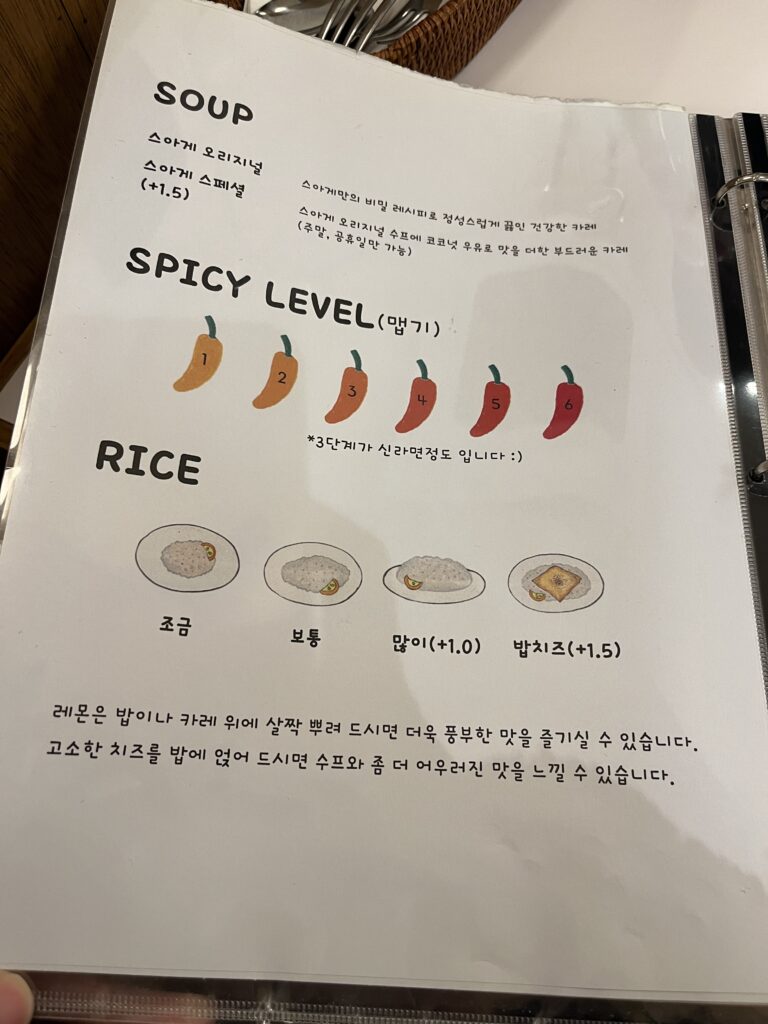 SOUP
스아게 오리지널
스아게만의 비밀 레시피로 정성스럽게 끓인 건강한 카레
스아게 스페셜
(+1.5)
스아게 오리지널 수프에 코코넛 우유로 맛을 더한 부드러운 카레
(주말, 공휴일만 가능)
SPICY LEVEL(맵기)
1 2 3 4 5 6
*3단계가 신라면정도 입니다 :)
RICE
조금 보통 많이(+1.0) 밥치즈(+1.5)
레몬은 밥이나 카레 위에 살짝 뿌려 드시면 더욱 풍부한 맛을 즐기실 수 있습니다.
고소한 치즈를 밥에 얹어 드시면 수프와 좀 더 어우러진 맛을 느낄 수 있습니다.